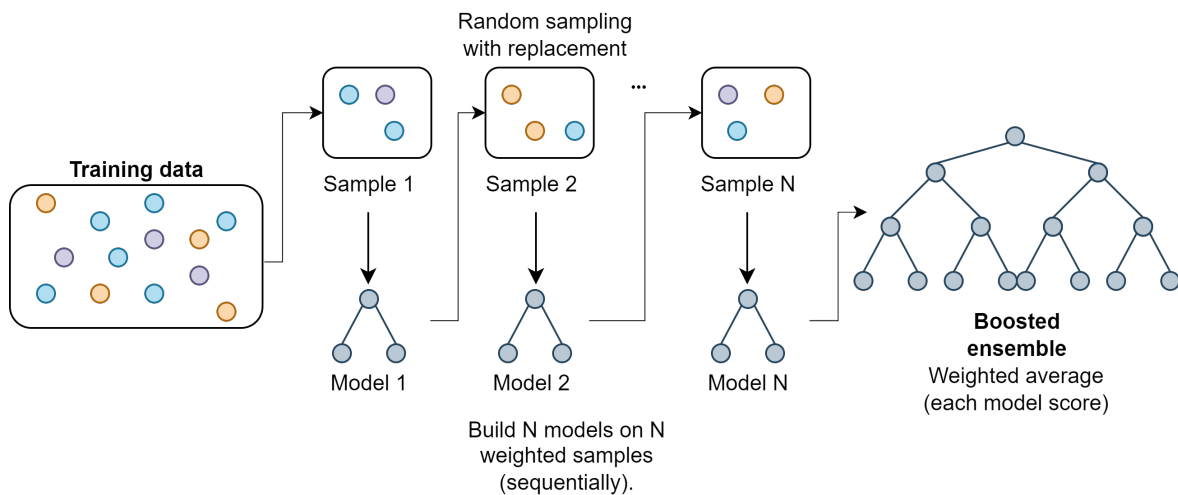 Random sampling
with replacement
...
Training data
Sample 1
Sample 2
Sample N
Model 1
Model 2
Model N
Build N models on N
weighted samples
(sequentially).
Boosted
ensemble
Weighted average
(each model score)